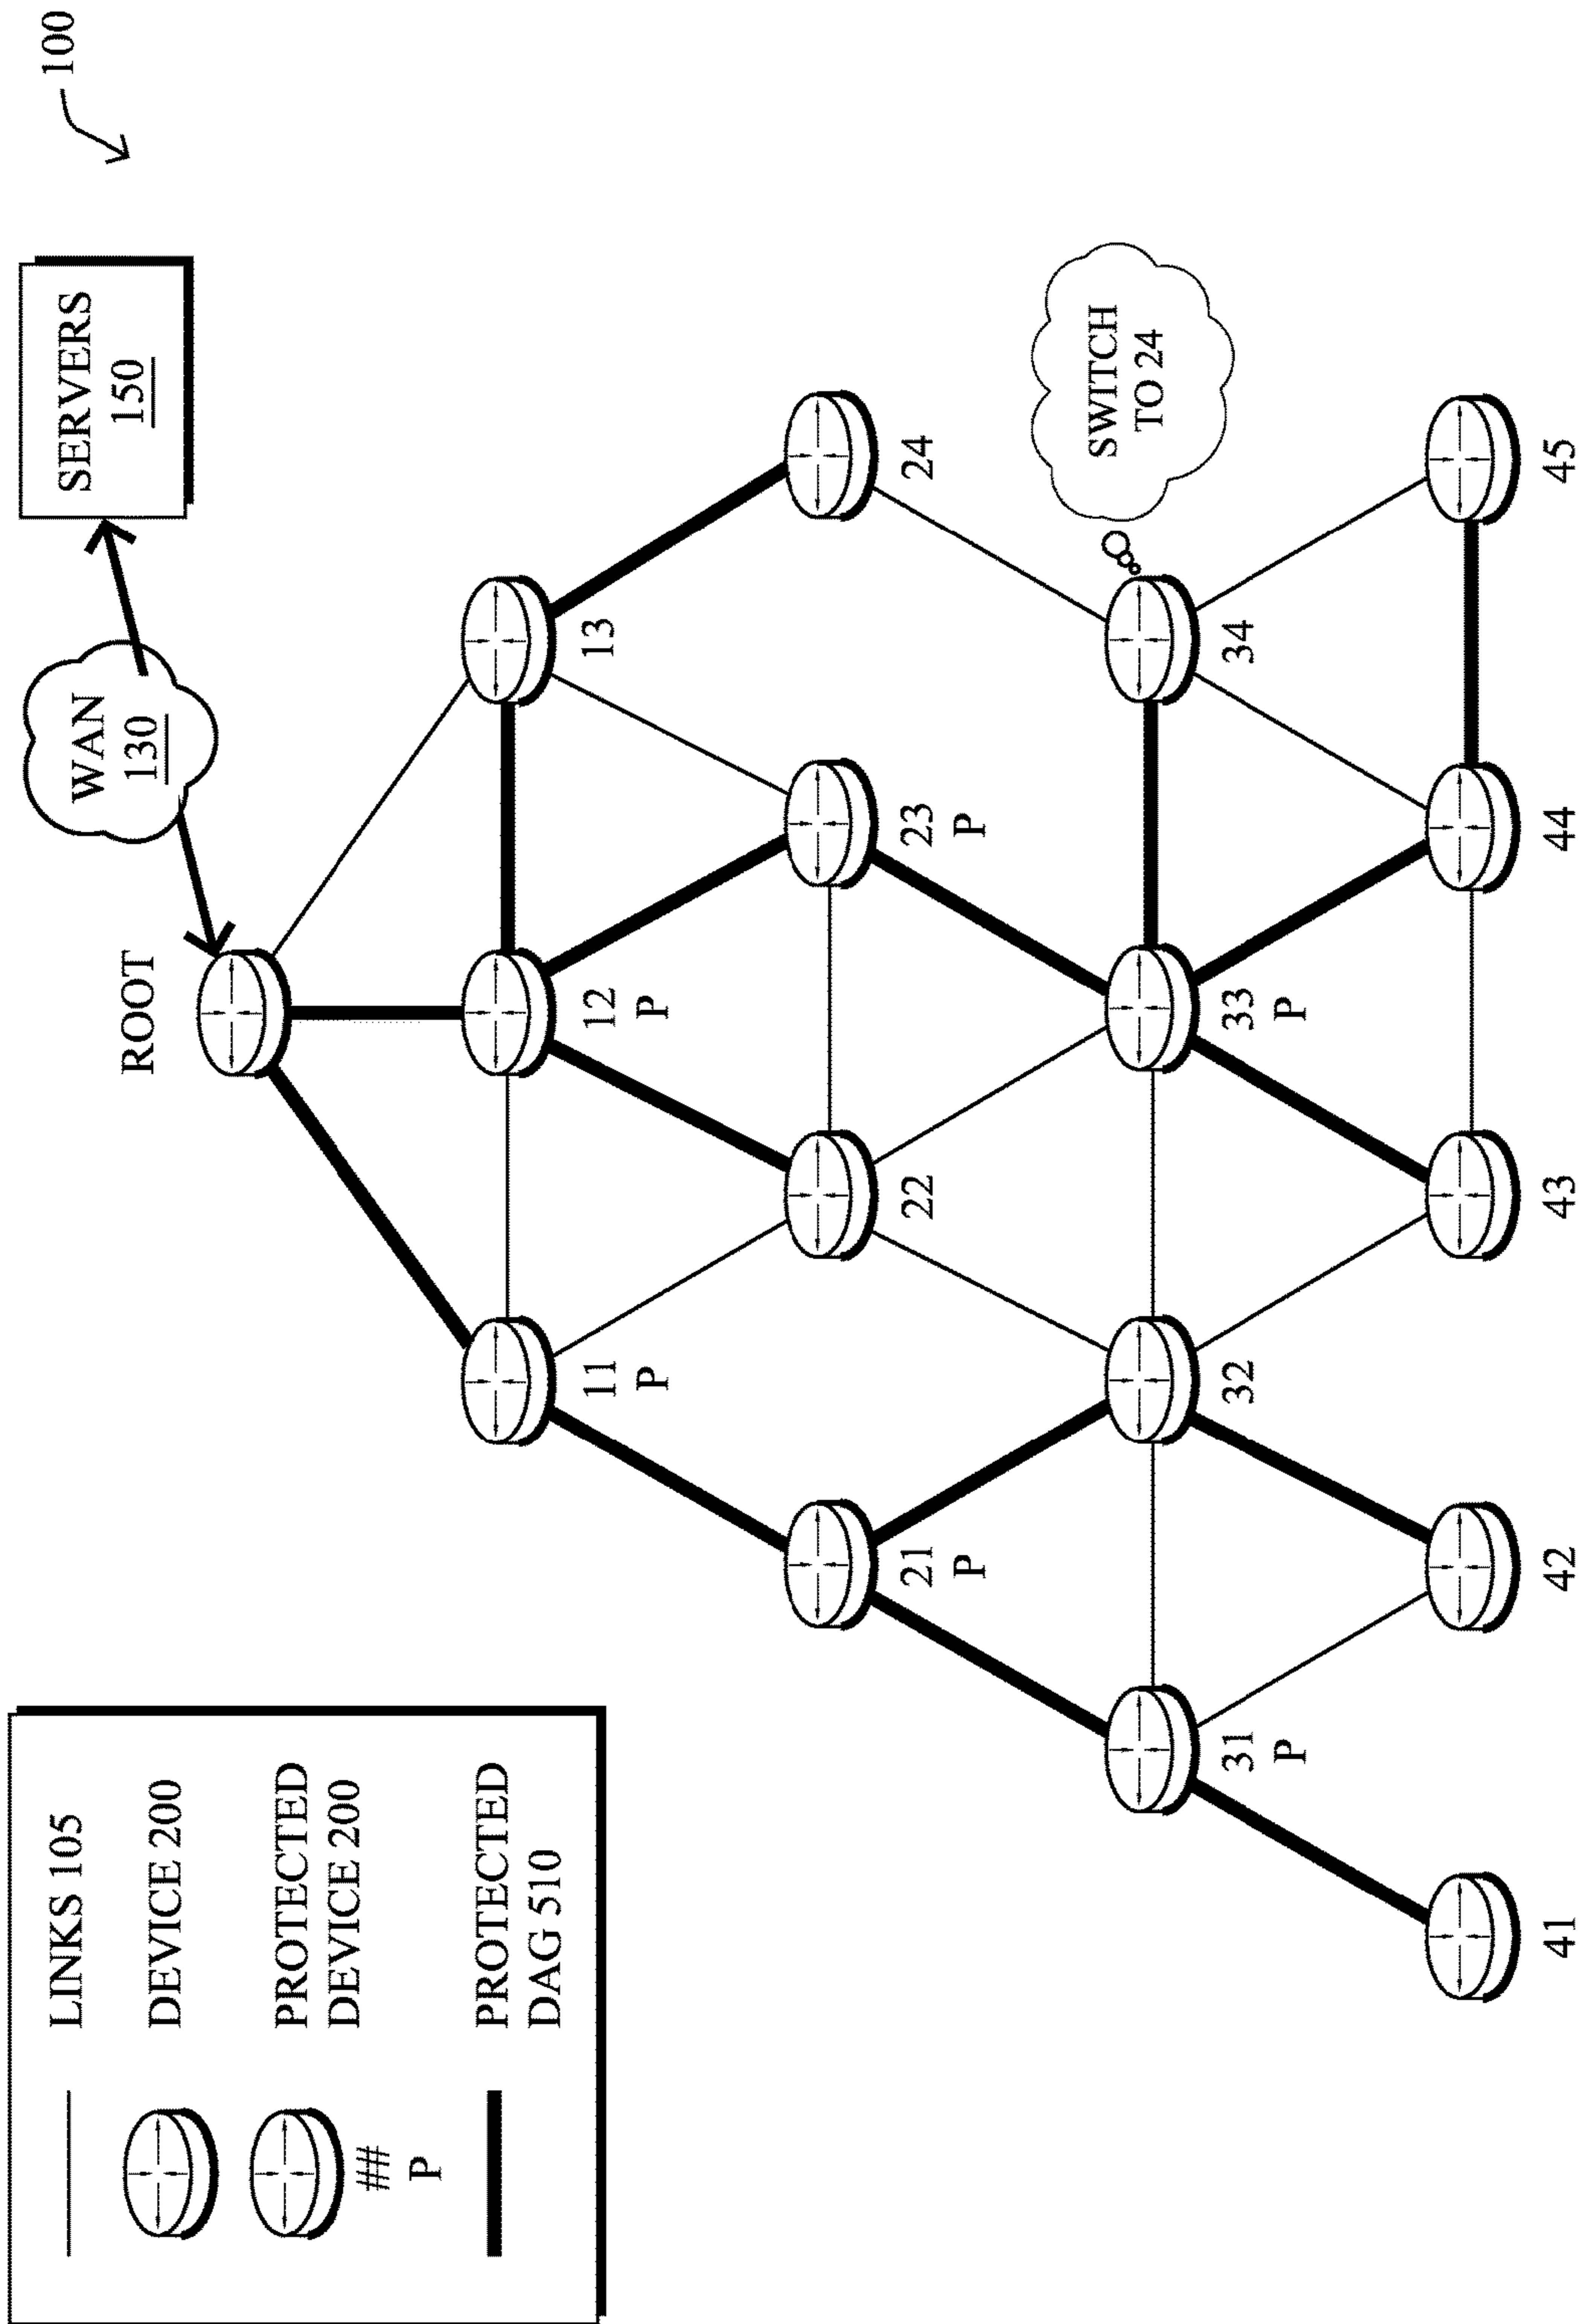 100
LINKS 105
DEVICE 200
PROTECTED
DEVICE 200
##
P
PROTECTED
DAG 510
WAN
130
SERVERS
150
ROOT
11
P
12
P
13
21
P
22
23
P
24
31
P
32
33
P
34
SWITCH
TO 24
41
42
43
44
45